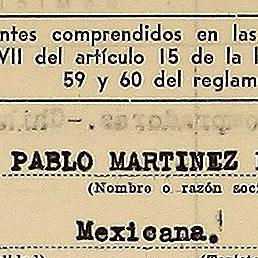 ntes comprendidos en las
VII del artículo 15 de la
59 y 60 del reglam
PABLO MARTINEZ
(Nombre o razón soci
Mexicana.